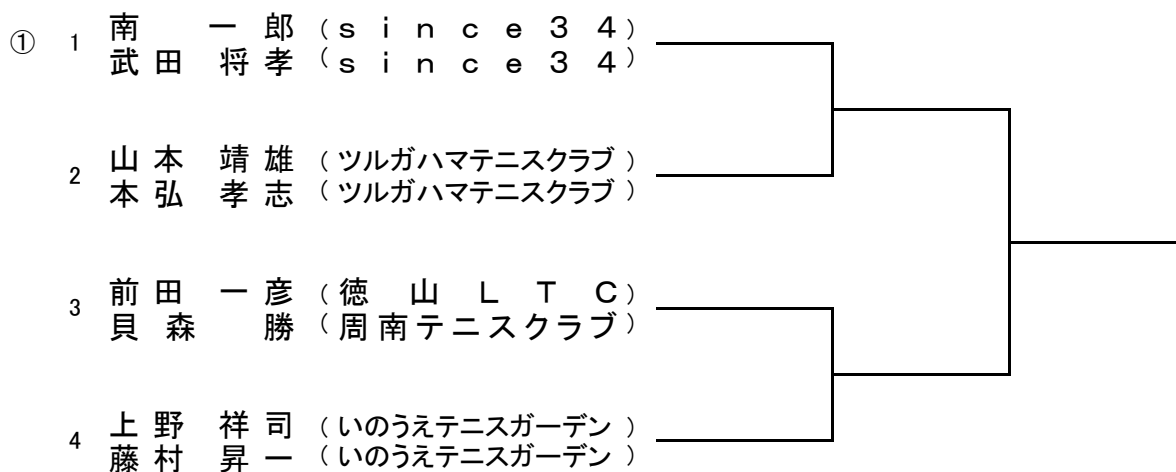 ① 1 南 一郎 (since34)
武田 将孝 (since34)
2 山本 靖雄 (ツルガハマテニスクラブ)
本弘 孝志 (ツルガハマテニスクラブ)
3 前田 一彦 (徳山LTC)
貝森 勝 (周南テニスクラブ)
4 上野 祥司 (いのうえテニスガーデン)
藤村 昇一 (いのうえテニスガーデン)